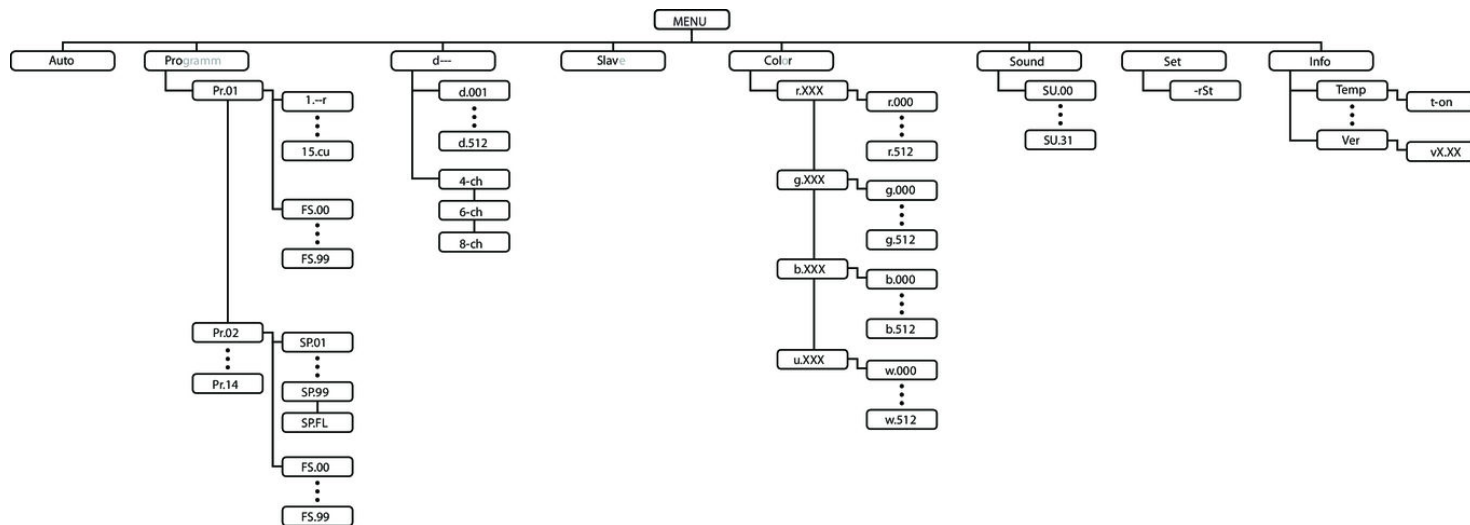 MENU
Auto
Programm
d---
Slave
Color
Sound
Set
Info
Pr.01
1.--r
15.cu
FS.00
FS.99
Pr.02
Pr.14
SP.01
SP.99
SP.FL
FS.00
FS.99
d.001
d.512
4-ch
6-ch
8-ch
r.XXX
r.000
r.512
g.XXX
g.000
g.512
b.XXX
b.000
b.512
u.XXX
w.000
w.512
SU.00
SU.31
-rSt
Temp
t-on
Ver
vX.XX